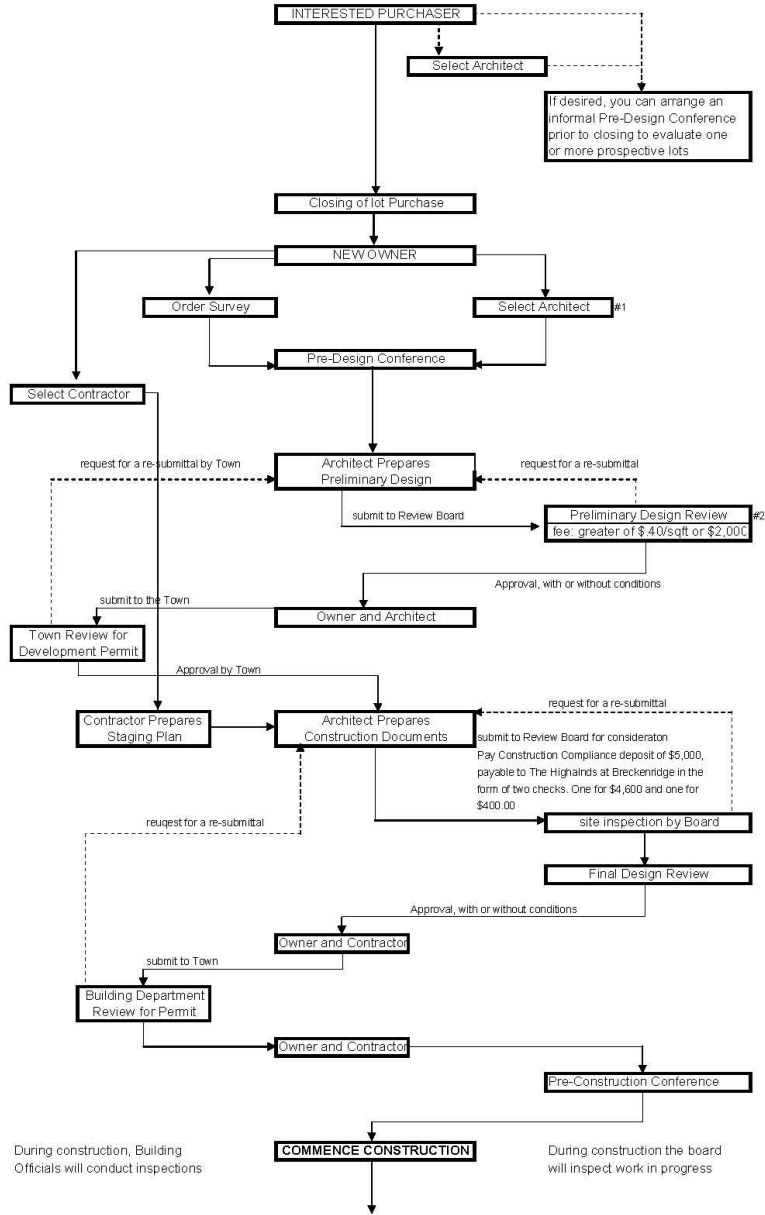 INTERESTED PURCHASER
Select Architect
If desired, you can arrange an
informal Pre-Design Conference
prior to closing to evaluate one
or more prospective lots
Closing of lot Purchase
NEW OWNER
Order Survey
Select Architect
#1
Pre-Design Conference
Select Contractor
request for a re-submittal by Town
Architect Prepares
Preliminary Design
request for a re-submittal
submit to Review Board
Preliminary Design Review
#2
fee: greater of $.40/sqft or $2,000
Approval, with or without conditions
submit to the Town
Owner and Architect
Town Review for
Development Permit
Approval by Town
request for a re-submittal
Contractor Prepares
Staging Plan
Architect Prepares
Construction Documents
submit to Review Board for consideraton
Pay Construction Compliance deposit of $5,000,
payable to The Highalnds at Breckenridge in the
form of two checks. One for $4,600 and one for
$400.00
reuqest for a re-submittal
site inspection by Board
Final Design Review
Approval, with or without conditions
Owner and Contractor
submit to Town
Building Department
Review for Permit
Owner and Contractor
Pre-Construction Conference
During construction, Building
Officials will conduct inspections
COMMENCE CONSTRUCTION
During construction the board
will inspect work in progress